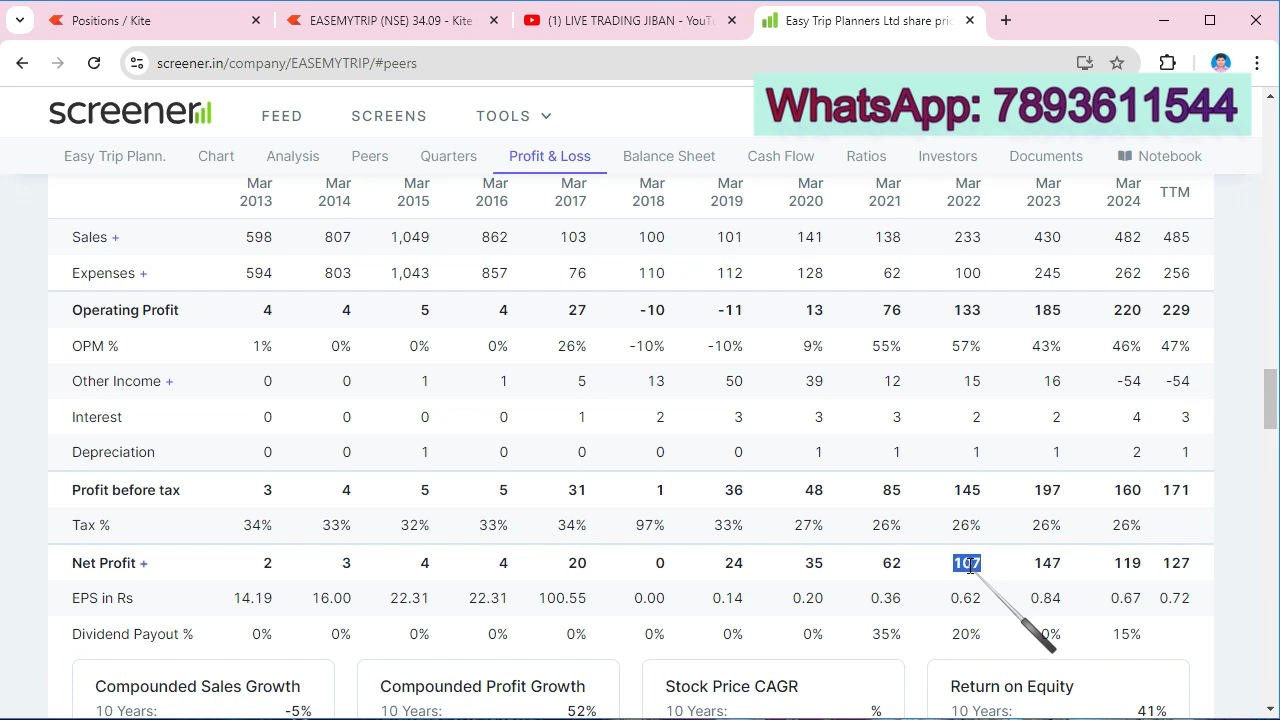 Positions / Kite
EASEMYTRIP (NSE) 34.09 - Kite
(1) LIVE TRADING JIBAN - YouTu
Easy Trip Planners Ltd share pric
screener.in/company/EASEMYTRIP/#peers
WhatsApp: 7893611544
screener FEED SCREENS TOOLS
Easy Trip Plann. Chart Analysis Peers Quarters Profit & Loss Balance Sheet Cash Flow Ratios Investors Documents Notebook
Mar 2013 Mar 2014 Mar 2015 Mar 2016 Mar 2017 Mar 2018 Mar 2019 Mar 2020 Mar 2021 Mar 2022 Mar 2023 Mar 2024 TTM
Sales + 598 807 1,049 862 103 100 101 141 138 233 430 482 485
Expenses + 594 803 1,043 857 76 110 112 128 62 100 245 262 256
Operating Profit 4 4 5 4 27 -10 -11 13 76 133 185 220 229
OPM % 1% 0% 0% 0% 26% -10% -10% 9% 55% 57% 43% 46% 47%
Other Income + 0 0 1 1 5 13 50 39 12 15 16 -54 -54
Interest 0 0 0 0 1 2 3 3 3 2 2 4 3
Depreciation 0 0 1 0 0 0 0 1 1 1 1 2 1
Profit before tax 3 4 5 5 31 1 36 48 85 145 197 160 171
Tax % 34% 33% 32% 33% 34% 97% 33% 27% 26% 26% 26% 26%
Net Profit + 2 3 4 4 20 0 24 35 62 107 147 119 127
EPS in Rs 14.19 16.00 22.31 22.31 100.55 0.00 0.14 0.20 0.36 0.62 0.84 0.67 0.72
Dividend Payout % 0% 0% 0% 0% 0% 0% 0% 0% 35% 20% 0% 15%
Compounded Sales Growth Compounded Profit Growth Stock Price CAGR Return on Equity
10 Years: -5% 10 Years: 52% 10 Years: % 10 Years: 41%